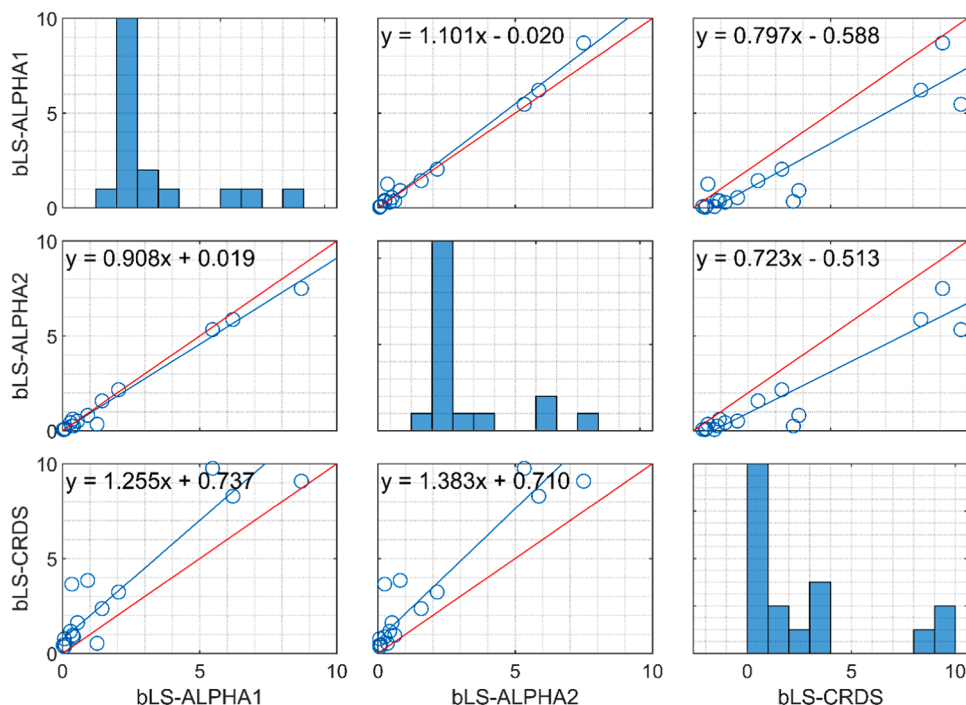 10
5
0
bLS-ALPHA1
y = 1.101x - 0.020
y = 0.797x - 0.588
10
5
0
bLS-ALPHA2
y = 0.908x + 0.019
y = 0.723x - 0.513
10
5
0
bLS-CRDS
y = 1.255x + 0.737
y = 1.383x + 0.710
0 5 10
0 5 10
0 5 10
bLS-ALPHA1
bLS-ALPHA2
bLS-CRDS